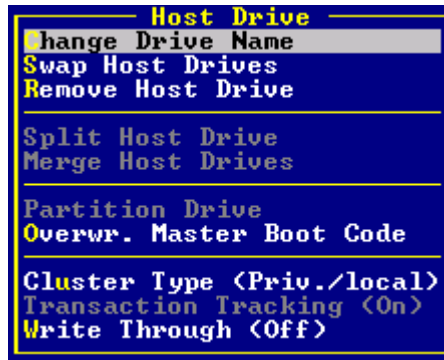 Host Drive
Change Drive Name
Swap Host Drives
Remove Host Drive
Split Host Drive
Merge Host Drives
Partition Drive
Overwr. Master Boot Code
Cluster Type (Priv./local)
Transaction Tracking (On)
Write Through (Off)